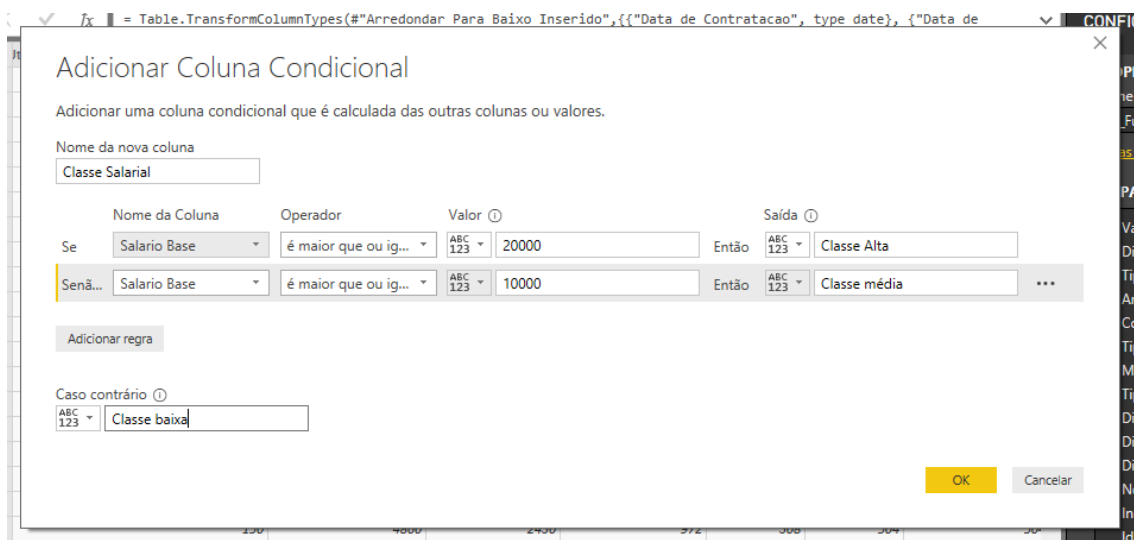 fx = Table.TransformColumnTypes(#"Arredondar Para Baixo Inserido",{{"Data de Contratacao", type date}, {"Data de
Adicionar Coluna Condicional
Adicionar uma coluna condicional que é calculada das outras colunas ou valores.
Nome da nova coluna
Classe Salarial
Nome da Coluna Operador Valor Saída
Se Salario Base é maior que ou ig... ABC 123 20000 Então ABC 123 Classe Alta
Senã... Salario Base é maior que ou ig... ABC 123 10000 Então ABC 123 Classe média
Adicionar regra
Caso contrário
ABC 123 Classe baixa
OK Cancelar